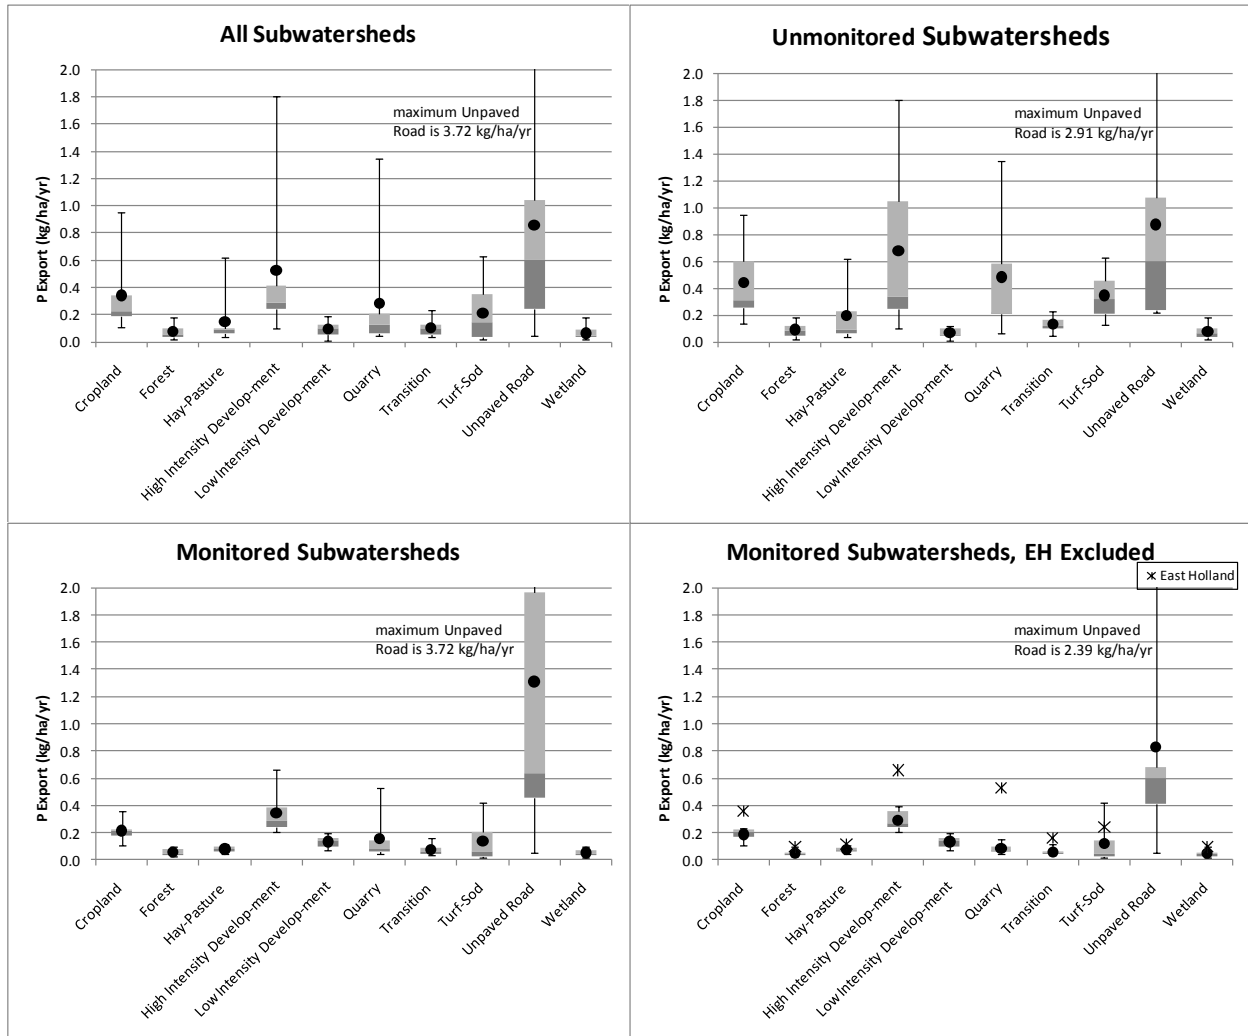 All Subwatersheds
P Export (kg/ha/yr)
2.0
1.8
1.6
1.4
1.2
1.0
0.8
0.6
0.4
0.2
0.0
maximum Unpaved
Road is 3.72 kg/ha/yr
Cropland
Forest
Hay-Pasture
High Intensity Develop-ment
Low Intensity Develop-ment
Quarry
Transition
Turf-Sod
Unpaved Road
Wetland
Unmonitored Subwatersheds
P Export (kg/ha/yr)
2.0
1.8
1.6
1.4
1.2
1.0
0.8
0.6
0.4
0.2
0.0
maximum Unpaved
Road is 2.91 kg/ha/yr
Cropland
Forest
Hay-Pasture
High Intensity Develop-ment
Low Intensity Develop-ment
Quarry
Transition
Turf-Sod
Unpaved Road
Wetland
Monitored Subwatersheds
P Export (kg/ha/yr)
2.0
1.8
1.6
1.4
1.2
1.0
0.8
0.6
0.4
0.2
0.0
maximum Unpaved
Road is 3.72 kg/ha/yr
Cropland
Forest
Hay-Pasture
High Intensity Develop-ment
Low Intensity Develop-ment
Quarry
Transition
Turf-Sod
Unpaved Road
Wetland
Monitored Subwatersheds, EH Excluded
East Holland
P Export (kg/ha/yr)
2.0
1.8
1.6
1.4
1.2
1.0
0.8
0.6
0.4
0.2
0.0
maximum Unpaved
Road is 2.39 kg/ha/yr
Cropland
Forest
Hay-Pasture
High Intensity Develop-ment
Low Intensity Develop-ment
Quarry
Transition
Turf-Sod
Unpaved Road
Wetland